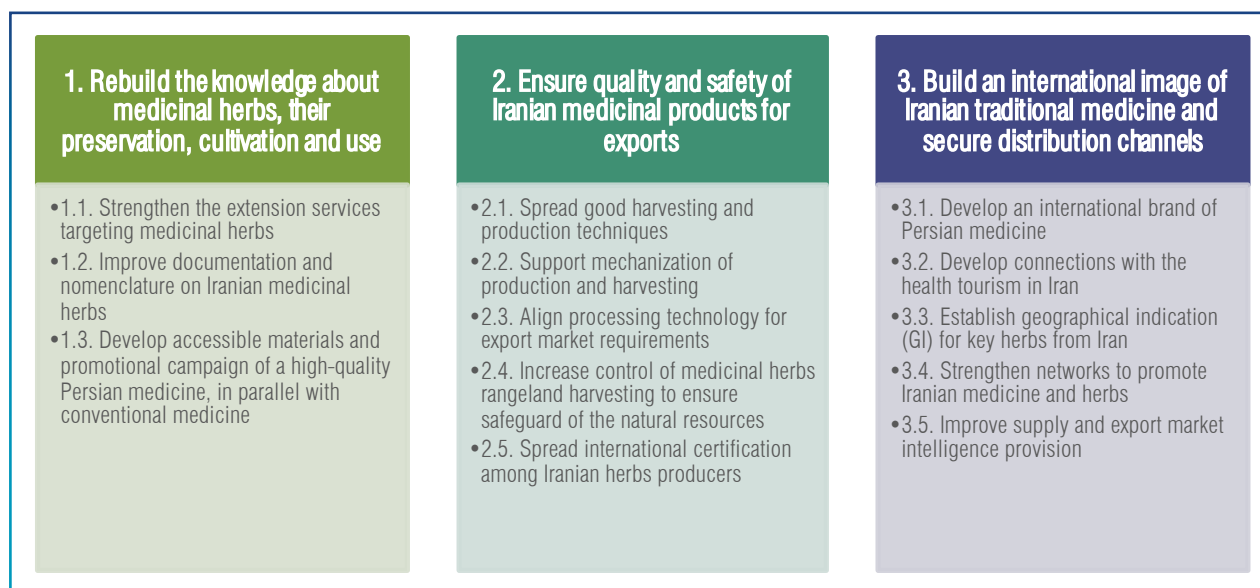 1. Rebuild the knowledge about
medicinal herbs, their
preservation, cultivation and use
•1.1. Strengthen the extension services
targeting medicinal herbs
•1.2. Improve documentation and
nomenclature on Iranian medicinal
herbs
•1.3. Develop accessible materials and
promotional campaign of a high-quality
Persian medicine, in parallel with
conventional medicine
2. Ensure quality and safety of
Iranian medicinal products for
exports
•2.1. Spread good harvesting and
production techniques
•2.2. Support mechanization of
production and harvesting
•2.3. Align processing technology for
export market requirements
•2.4. Increase control of medicinal herbs
rangeland harvesting to ensure
safeguard of the natural resources
•2.5. Spread international certification
among Iranian herbs producers
3. Build an international image of
Iranian traditional medicine and
secure distribution channels
•3.1. Develop an international brand of
Persian medicine
•3.2. Develop connections with the
health tourism in Iran
•3.3. Establish geographical indication
(GI) for key herbs from Iran
•3.4. Strengthen networks to promote
Iranian medicine and herbs
•3.5. Improve supply and export market
intelligence provision